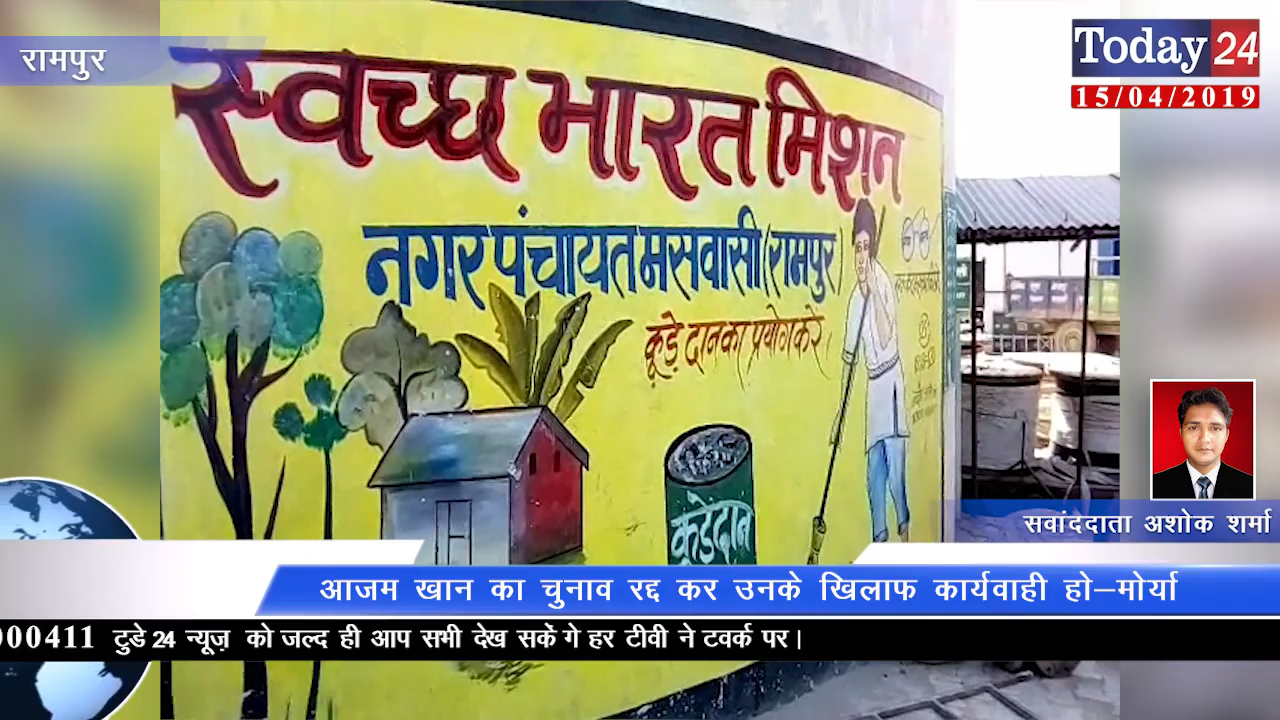 रामपुर
Today 24
15/04/2019
स्वच्छ भारत मिशन
नगर पंचायत मसवासी (रामपुर)
कूड़े दान का प्रयोग करे।
कूड़ेदान
सवांददाता अशोक शर्मा
आजम खान का चुनाव रद्द कर उनके खिलाफ कार्यवाही हो–मोर्या
000411 टुडे 24 न्यूज़ को जल्द ही आप सभी देख सकें गे हर टीवी ने टवर्क पर |